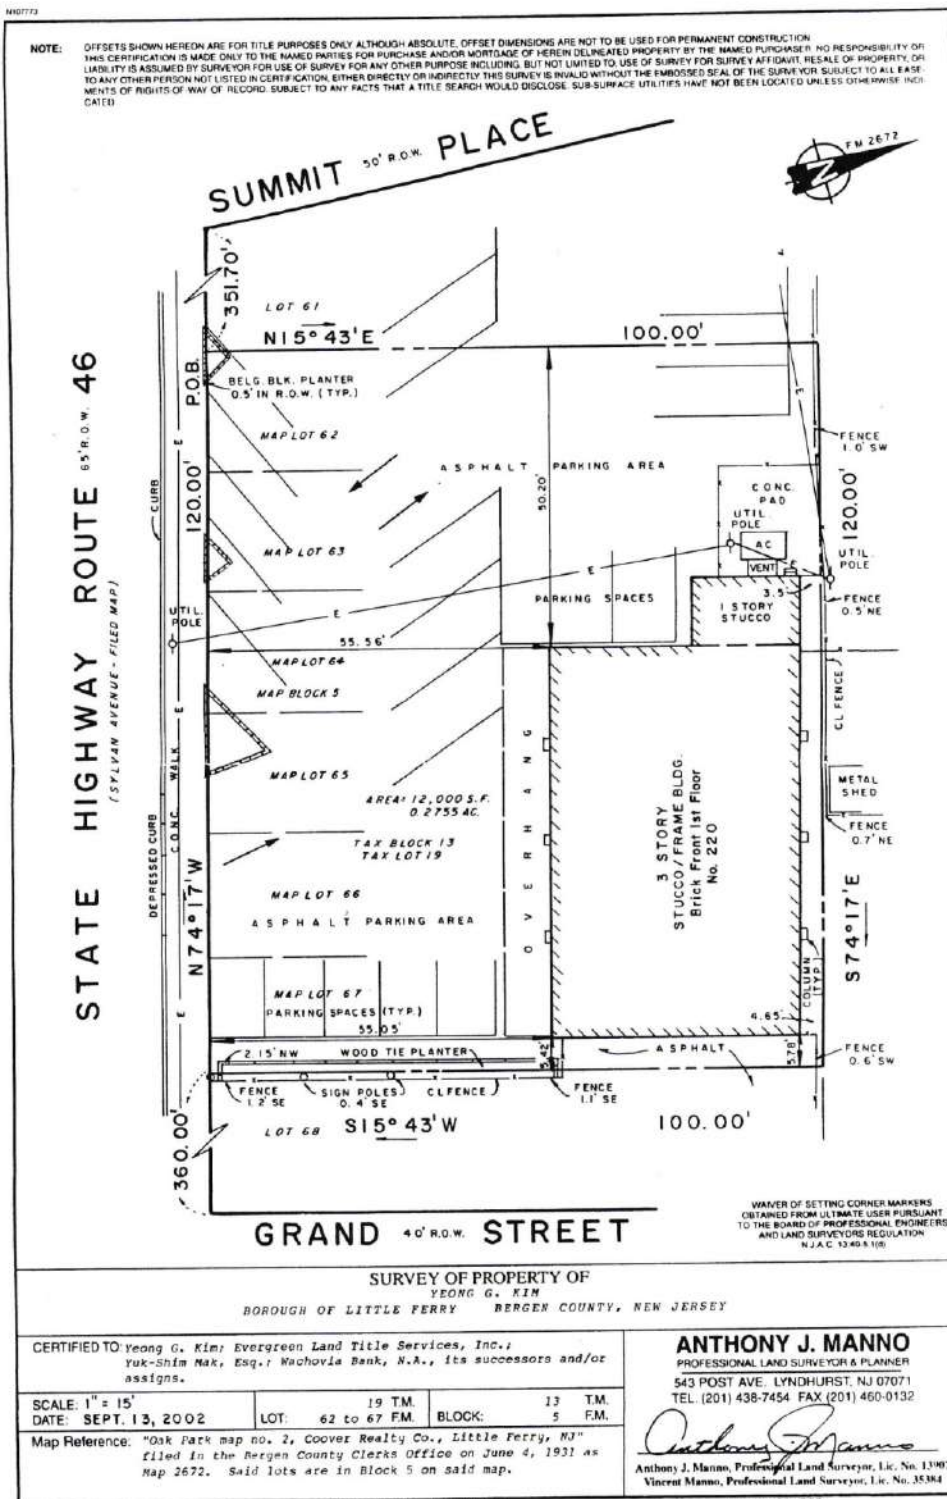 N107773
NOTE: OFFSETS SHOWN HEREON ARE FOR TITLE PURPOSES ONLY ALTHOUGH ABSOLUTE, OFFSET DIMENSIONS ARE NOT TO BE USED FOR PERMANENT CONSTRUCTION
THIS CERTIFICATION IS MADE ONLY TO THE NAMED PARTIES FOR PURCHASE AND/OR MORTGAGE OF HEREIN DELINEATED PROPERTY BY THE NAMED PURCHASER. NO RESPONSIBILITY OR
LIABILITY IS ASSUMED BY SURVEYOR FOR USE OF SURVEY FOR ANY OTHER PURPOSE INCLUDING, BUT NOT LIMITED TO, USE OF SURVEY FOR SURVEY AFFIDAVIT, RESALE OF PROPERTY, OR
TO ANY OTHER PERSON NOT LISTED IN CERTIFICATION, EITHER DIRECTLY OR INDIRECTLY THIS SURVEY IS INVALID WITHOUT THE EMBOSSED SEAL OF THE SURVEYOR SUBJECT TO ALL EASE-
MENTS OF RIGHTS OF WAY OF RECORD. SUBJECT TO ANY FACTS THAT A TITLE SEARCH WOULD DISCLOSE. SUB-SURFACE UTILITIES HAVE NOT BEEN LOCATED UNLESS OTHERWISE INDI-
CATED
SUMMIT 50' R.O.W. PLACE
FM 2672
N
351.70'
LOT 61
N15° 43'E
100.00'
P.O.B.
BELG. BLK. PLANTER
0.5' IN R.O.W. (TYP.)
MAP LOT 62
STATE HIGHWAY ROUTE 65' R.O.W. 46
(SYLVAN AVENUE - FILED MAP)
CURB
E
120.00'
ASPHALT PARKING AREA
50.20'
FENCE
1.0' SW
CONC.
PAD
120.00'
UTIL.
POLE
AC
VENT
E
UTIL.
POLE
MAP LOT 63
E
PARKING SPACES
3.5'
1 STORY
STUCCO
FENCE
0.5' NE
UTIL.
POLE
55.56'
MAP LOT 64
MAP BLOCK 5
CL FENCE
E
CONC. WALK
MAP LOT 65
OVERHANG
3 STORY
STUCCO/FRAME BLDG.
Brick Front 1st Floor
No. 220
METAL
SHED
AREA= 12,000 S.F.
0.2755 AC.
FENCE
0.7' NE
DEPRESSED CURB
TAX BLOCK 13
TAX LOT 19
N 74° 17' W
MAP LOT 66
ASPHALT PARKING AREA
S74° 17'E
COLUMN
(TYP.)
MAP LOT 67
PARKING SPACES (TYP.)
E
55.05'
4.65'
2.15' NW
WOOD TIE PLANTER
5.42'
ASPHALT
5.78'
FENCE
0.6' SW
FENCE
1.2' SE
SIGN POLES
0.4' SE
CL FENCE
FENCE
1.1' SE
360.00'
LOT 68
S15° 43'W
100.00'
GRAND 40' R.O.W. STREET
WAIVER OF SETTING CORNER MARKERS
OBTAINED FROM ULTIMATE USER PURSUANT
TO THE BOARD OF PROFESSIONAL ENGINEERS
AND LAND SURVEYORS REGULATION
N.J.A.C. 13:40-5.1(d)
SURVEY OF PROPERTY OF
YEONG G. KIM
BOROUGH OF LITTLE FERRY BERGEN COUNTY, NEW JERSEY
CERTIFIED TO: Yeong G. Kim; Evergreen Land Title Services, Inc.;
Yuk-Shim Mak, Esq.; Wachovia Bank, N.A., its successors and/or
assigns.
SCALE: 1" = 15'
DATE: SEPT. 13, 2002
LOT: 19 T.M.
62 to 67 F.M.
BLOCK: 13 T.M.
5 F.M.
Map Reference: "Oak Park map no. 2, Coover Realty Co., Little Ferry, NJ"
filed in the Bergen County Clerks Office on June 4, 1931 as
Map 2672. Said lots are in Block 5 on said map.
ANTHONY J. MANNO
PROFESSIONAL LAND SURVEYOR & PLANNER
543 POST AVE. LYNDHURST, NJ 07071
TEL. (201) 438-7454 FAX (201) 460-0132
Anthony J. Manno
Anthony J. Manno, Professional Land Surveyor, Lic. No. 13907
Vincent Manno, Professional Land Surveyor, Lic. No. 35384